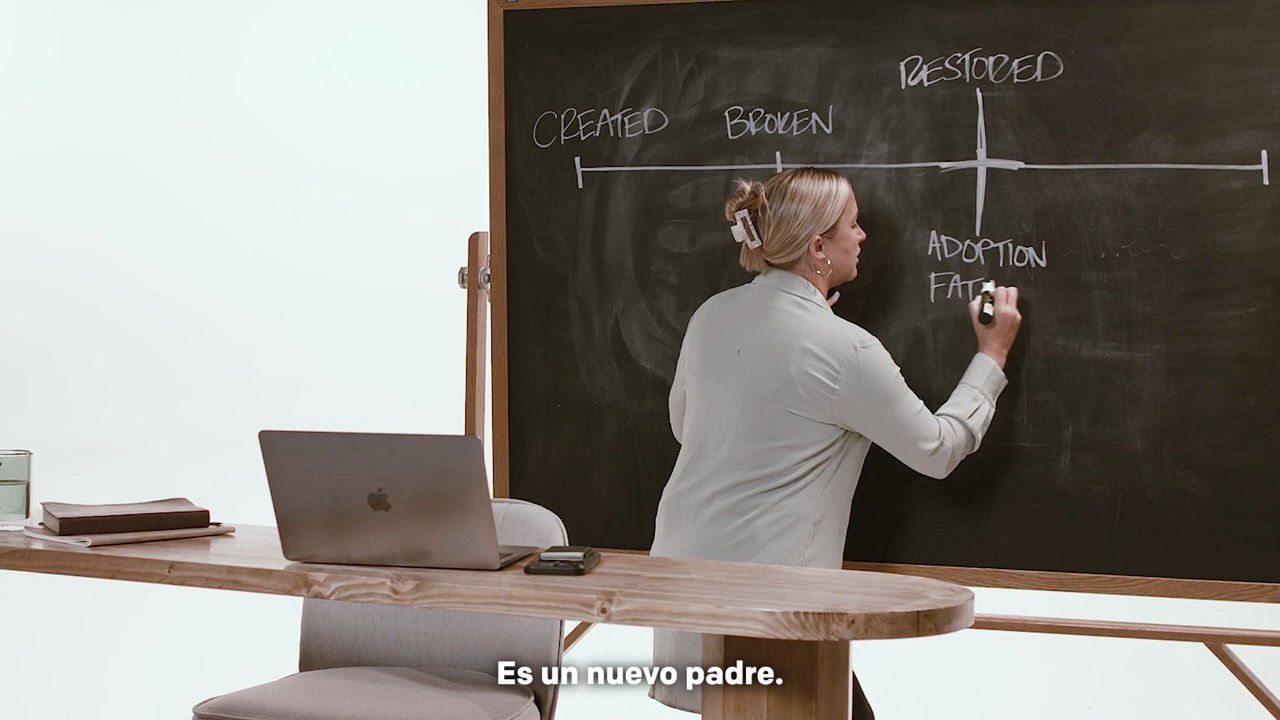 RESTORED
CREATED BROKEN
ADOPTION
FAT
Es un nuevo padre.